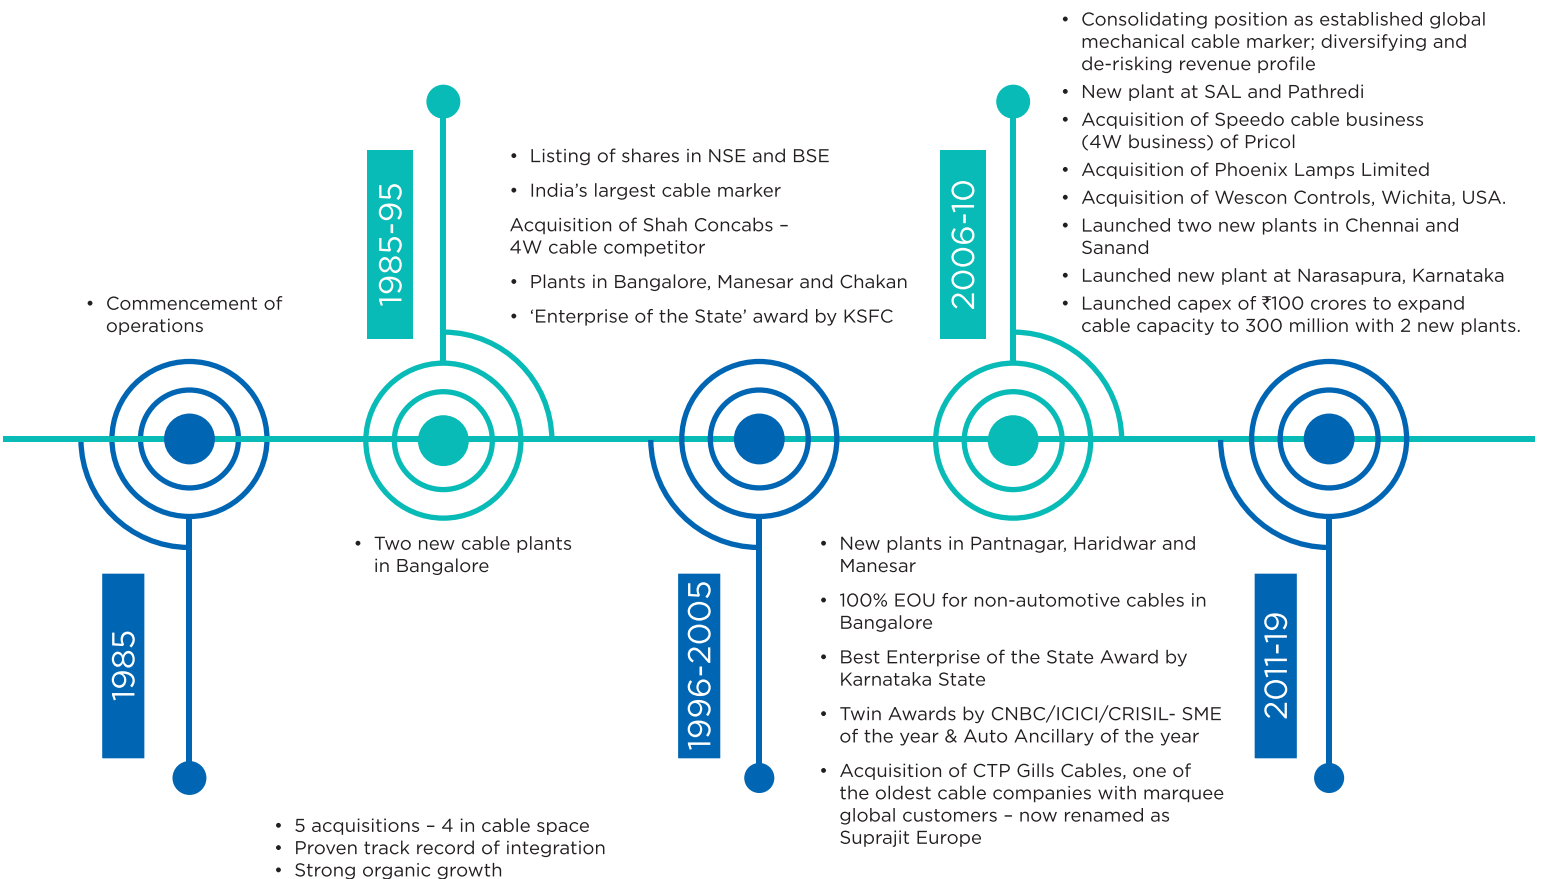 • Commencement of
operations
1985
1985-95
• Two new cable plants
in Bangalore
• Listing of shares in NSE and BSE
• India’s largest cable marker
Acquisition of Shah Concabs –
4W cable competitor
• Plants in Bangalore, Manesar and Chakan
• ‘Enterprise of the State’ award by KSFC
1996-2005
2006-10
• New plants in Pantnagar, Haridwar and
Manesar
• 100% EOU for non-automotive cables in
Bangalore
• Best Enterprise of the State Award by
Karnataka State
• Twin Awards by CNBC/ICICI/CRISIL- SME
of the year & Auto Ancillary of the year
• Acquisition of CTP Gills Cables, one of
the oldest cable companies with marquee
global customers – now renamed as
Suprajit Europe
• Consolidating position as established global
mechanical cable marker; diversifying and
de-risking revenue profile
• New plant at SAL and Pathredi
• Acquisition of Speedo cable business
(4W business) of Pricol
• Acquisition of Phoenix Lamps Limited
• Acquisition of Wescon Controls, Wichita, USA.
• Launched two new plants in Chennai and
Sanand
• Launched new plant at Narasapura, Karnataka
• Launched capex of ₹100 crores to expand
cable capacity to 300 million with 2 new plants.
2011-19
• 5 acquisitions – 4 in cable space
• Proven track record of integration
• Strong organic growth